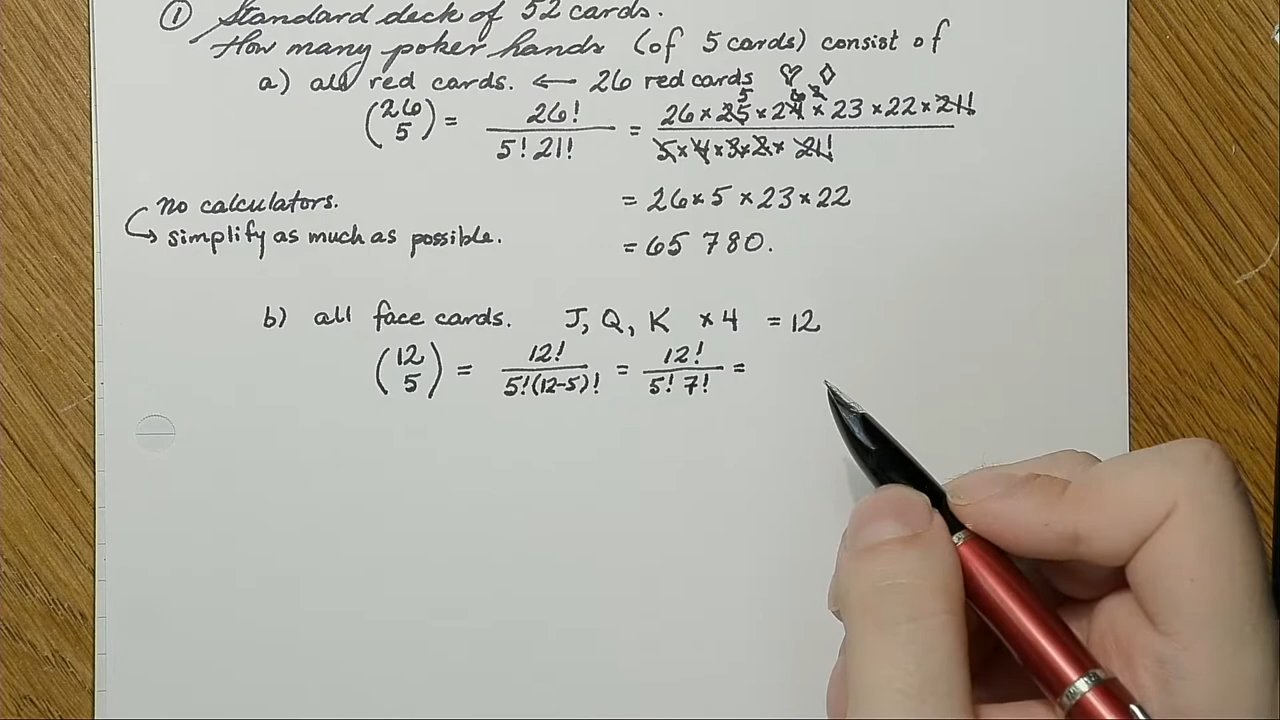 ① Standard deck of 52 cards.
How many poker hands (of 5 cards) consist of
a) all red cards. ← 26 red cards ♡ ♢
(26 5) = 26! / 5! 21! = 26 × 25 × 24 × 23 × 22 × 21! / 5 × 4 × 3 × 2 × 21!
no calculators. = 26 × 5 × 23 × 22
↳ simplify as much as possible. = 65 780.
b) all face cards. J, Q, K × 4 = 12
(12 5) = 12! / 5!(12-5)! = 12! / 5! 7! =